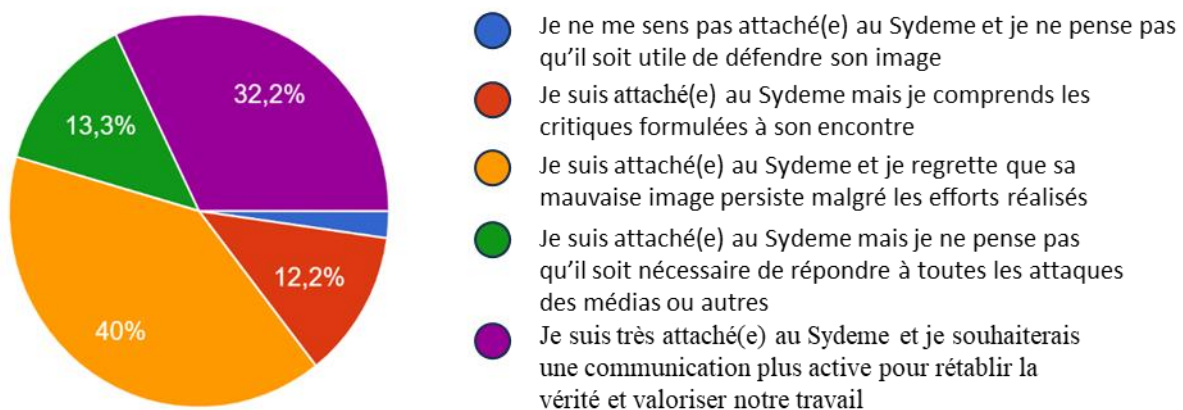 32,2%
13,3%
12,2%
40%
Je ne me sens pas attaché(e) au Sydeme et je ne pense pas
qu’il soit utile de défendre son image
Je suis attaché(e) au Sydeme mais je comprends les
critiques formulées à son encontre
Je suis attaché(e) au Sydeme et je regrette que sa
mauvaise image persiste malgré les efforts réalisés
Je suis attaché(e) au Sydeme mais je ne pense pas
qu’il soit nécessaire de répondre à toutes les attaques
des médias ou autres
Je suis très attaché(e) au Sydeme et je souhaiterais
une communication plus active pour rétablir la
vérité et valoriser notre travail